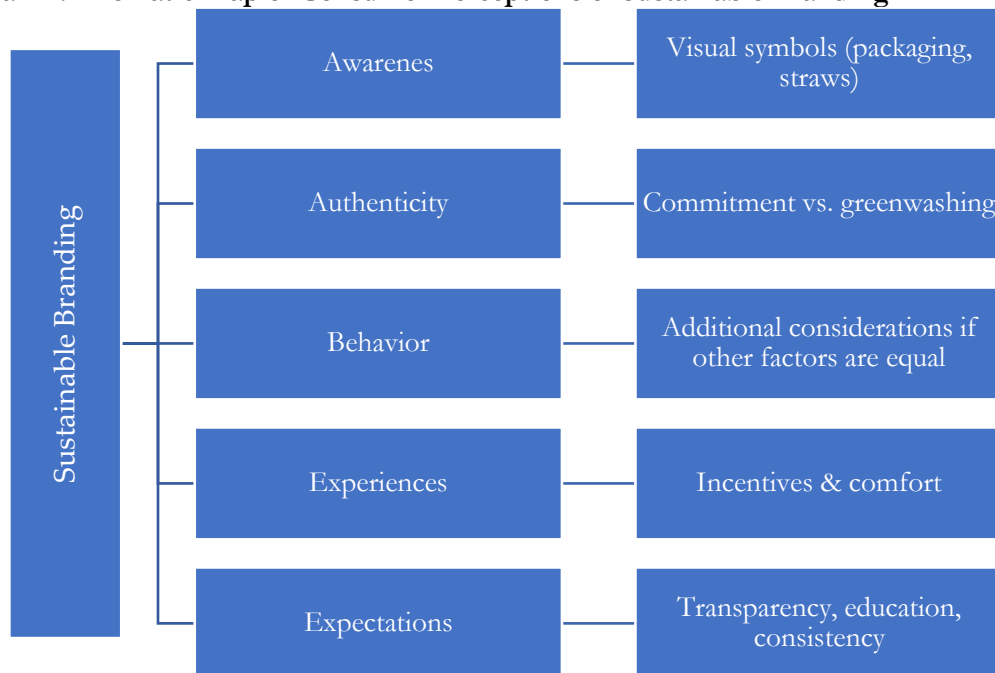 Sustainable Branding
Awarenes
Visual symbols (packaging,
straws)
Authenticity
Commitment vs. greenwashing
Behavior
Additional considerations if
other factors are equal
Experiences
Incentives & comfort
Expectations
Transparency, education,
consistency